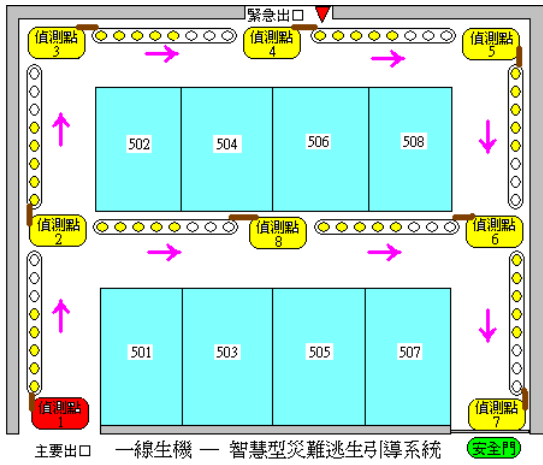 緊急出口
偵測點
3
偵測點
4
偵測點
5
502
504
506
508
偵測點
2
偵測點
8
偵測點
6
501
503
505
507
偵測點
1
偵測點
7
主要出口
一線生機 — 智慧型災難逃生引導系統
安全門